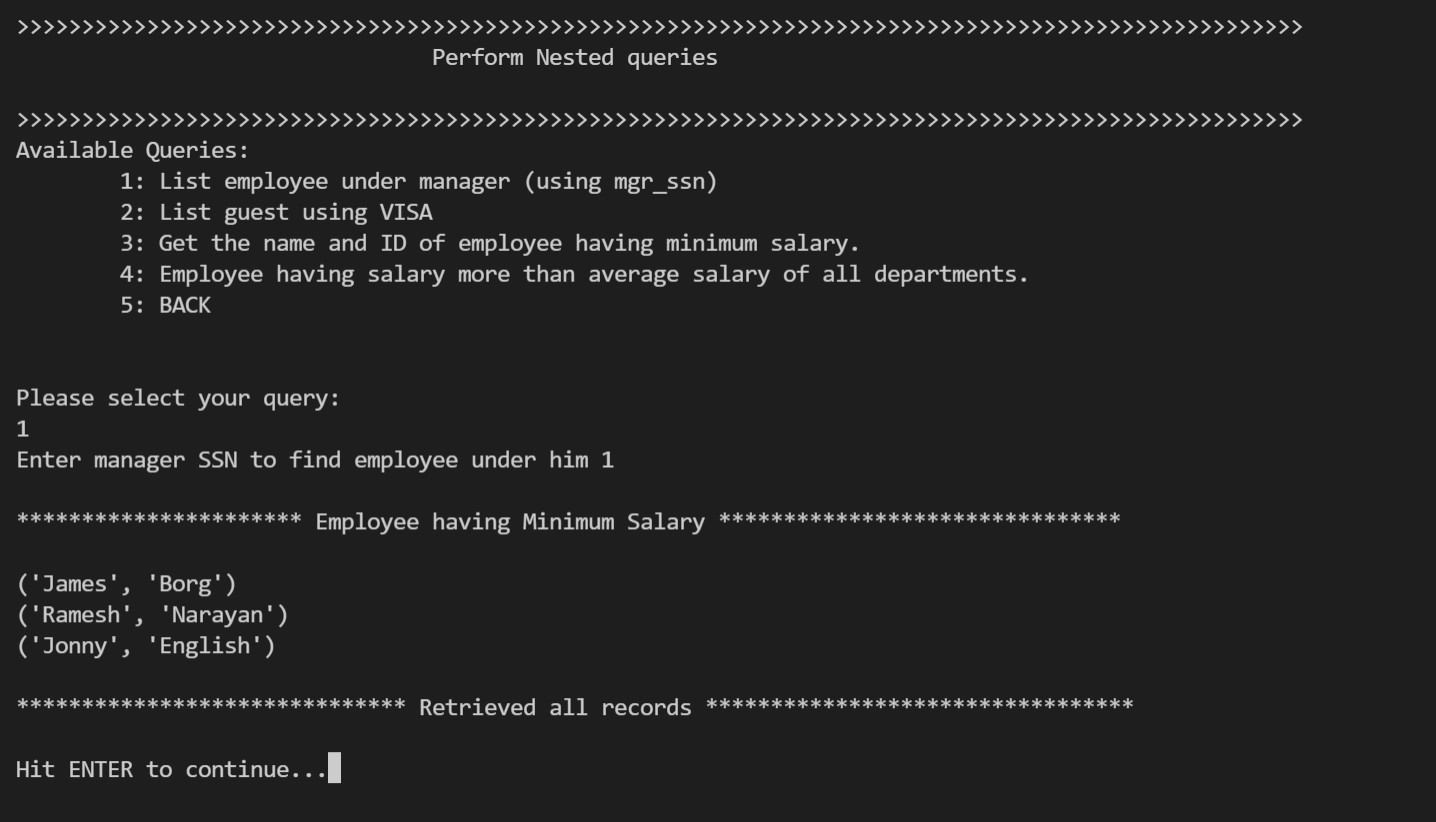 >>>>>>>>>>>>>>>>>>>>>>>>>>>>>>>>>>>>>>>>>>>>>>>>>>>>>>>>>>>>>>>>>>>>>>>>>>>>>>>>>>>>>>>>>>>>>>>>>>>
Perform Nested queries
>>>>>>>>>>>>>>>>>>>>>>>>>>>>>>>>>>>>>>>>>>>>>>>>>>>>>>>>>>>>>>>>>>>>>>>>>>>>>>>>>>>>>>>>>>>>>>>>>>>
Available Queries:
1: List employee under manager (using mgr_ssn)
2: List guest using VISA
3: Get the name and ID of employee having minimum salary.
4: Employee having salary more than average salary of all departments.
5: BACK
Please select your query:
1
Enter manager SSN to find employee under him 1
********************** Employee having Minimum Salary *******************************
('James', 'Borg')
('Ramesh', 'Narayan')
('Jonny', 'English')
****************************** Retrieved all records *********************************
Hit ENTER to continue...